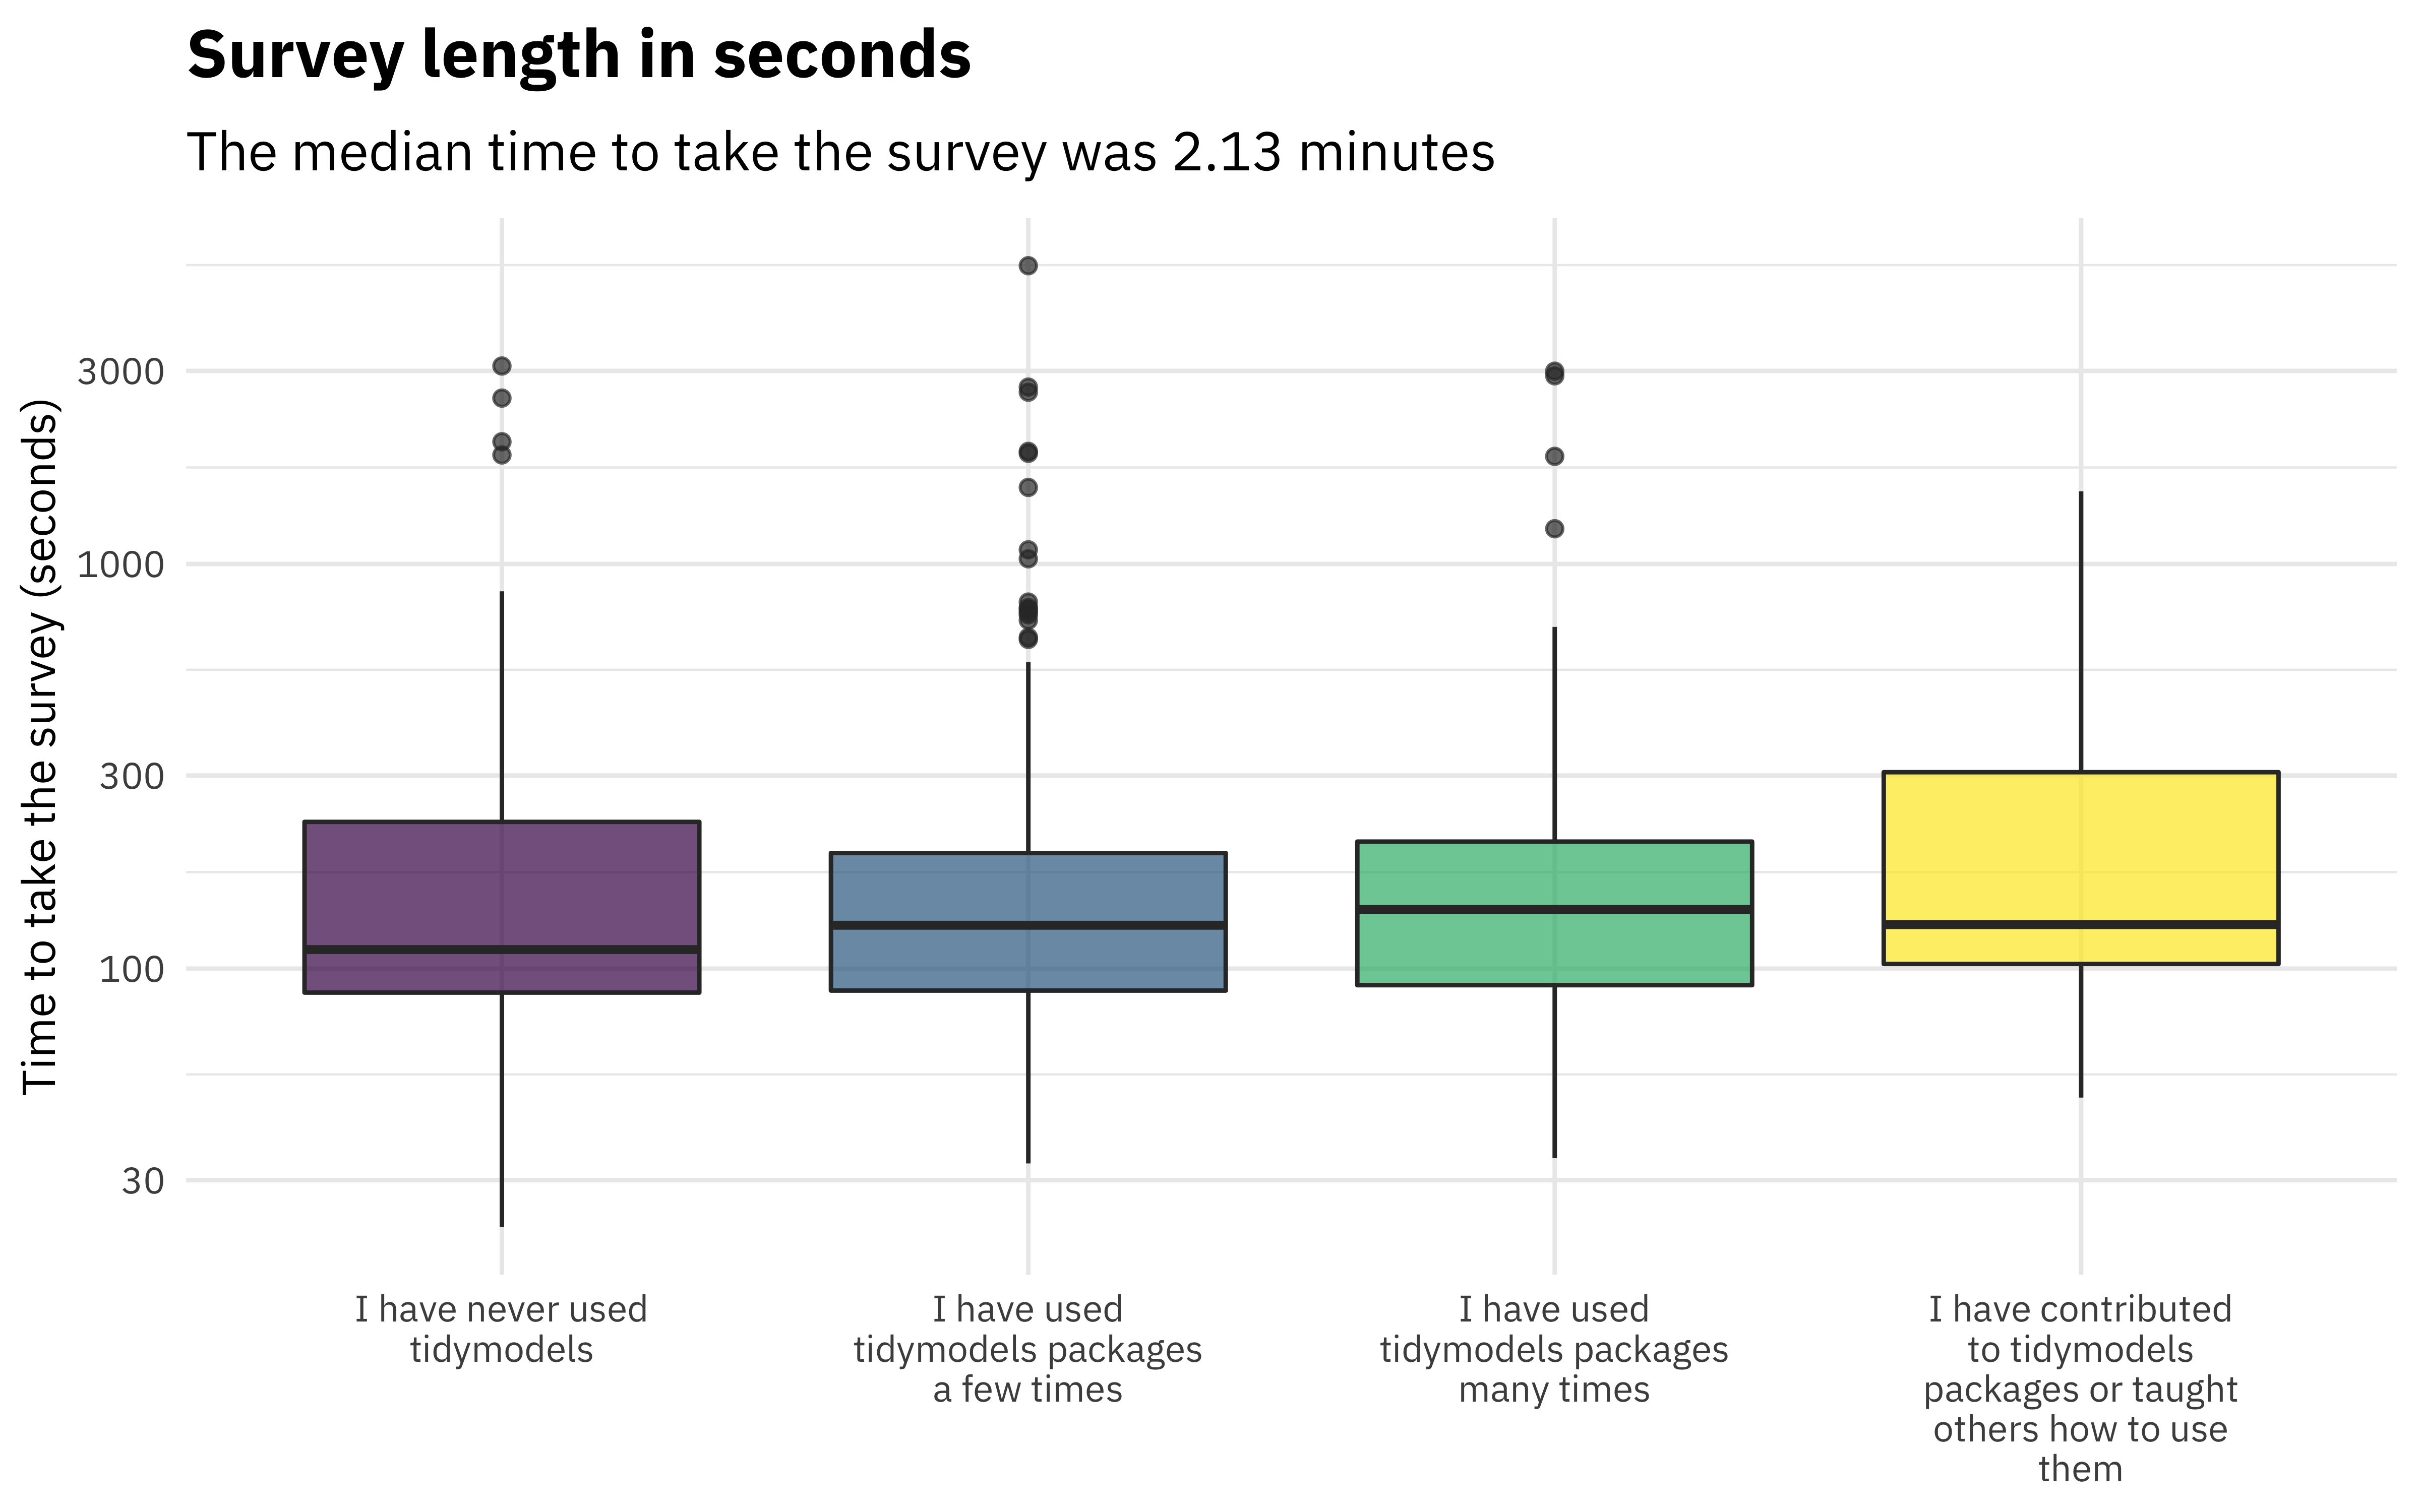 Survey length in seconds
The median time to take the survey was 2.13 minutes
Time to take the survey (seconds)
3000
1000
300
100
30
I have never used
tidymodels
I have used
tidymodels packages
a few times
I have used
tidymodels packages
many times
I have contributed
to tidymodels
packages or taught
others how to use
them